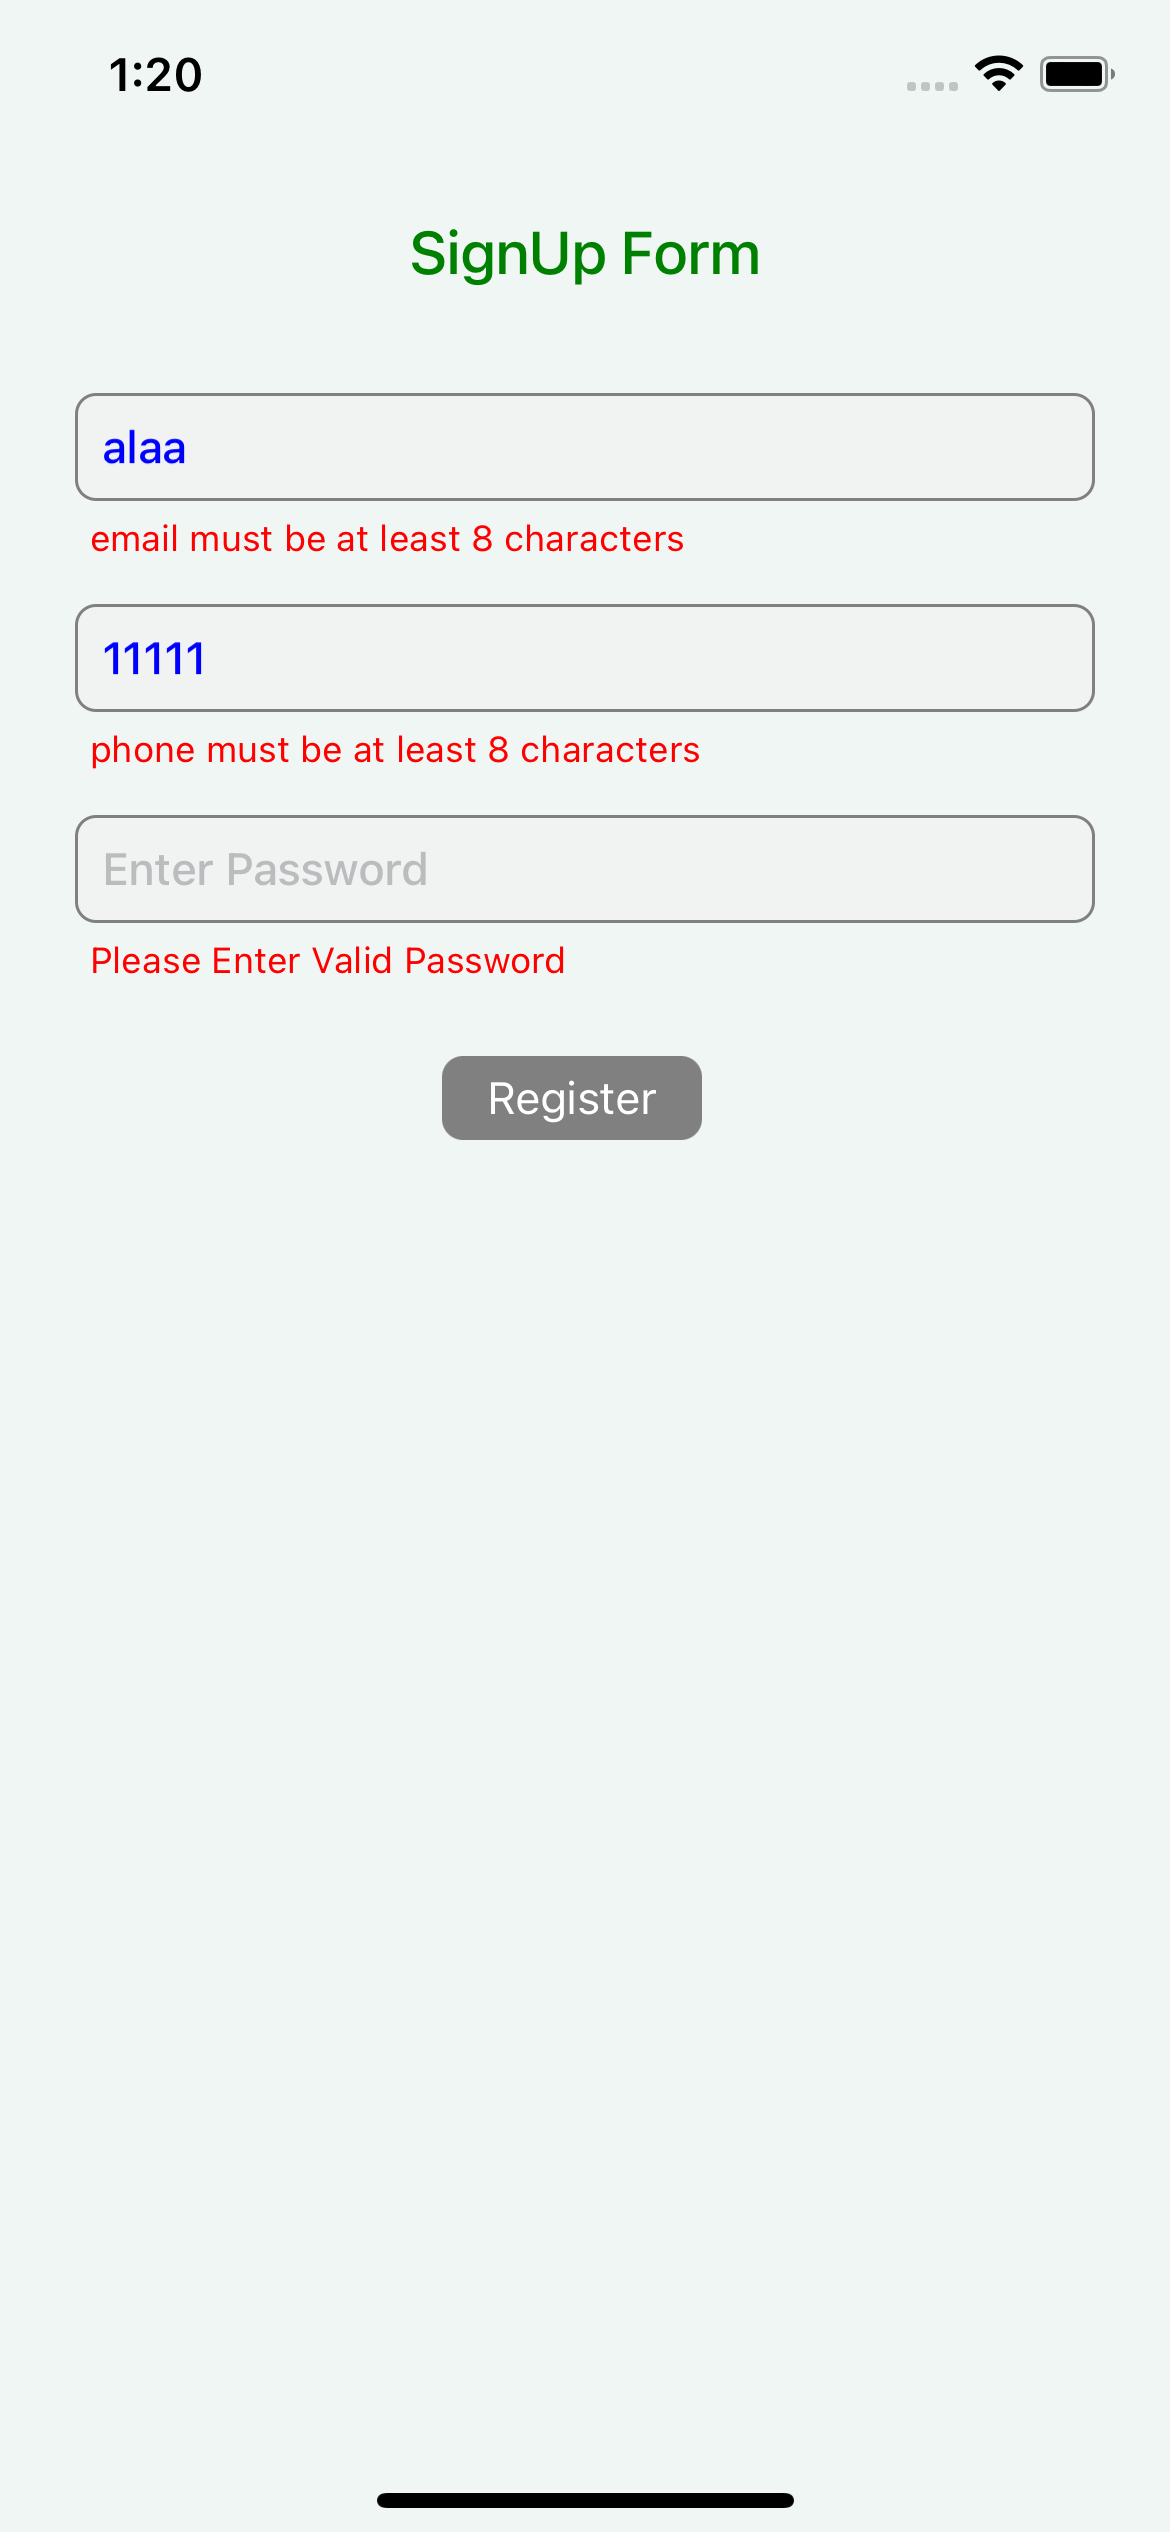 1:20
SignUp Form
alaa
email must be at least 8 characters
11111
phone must be at least 8 characters
Enter Password
Please Enter Valid Password
Register